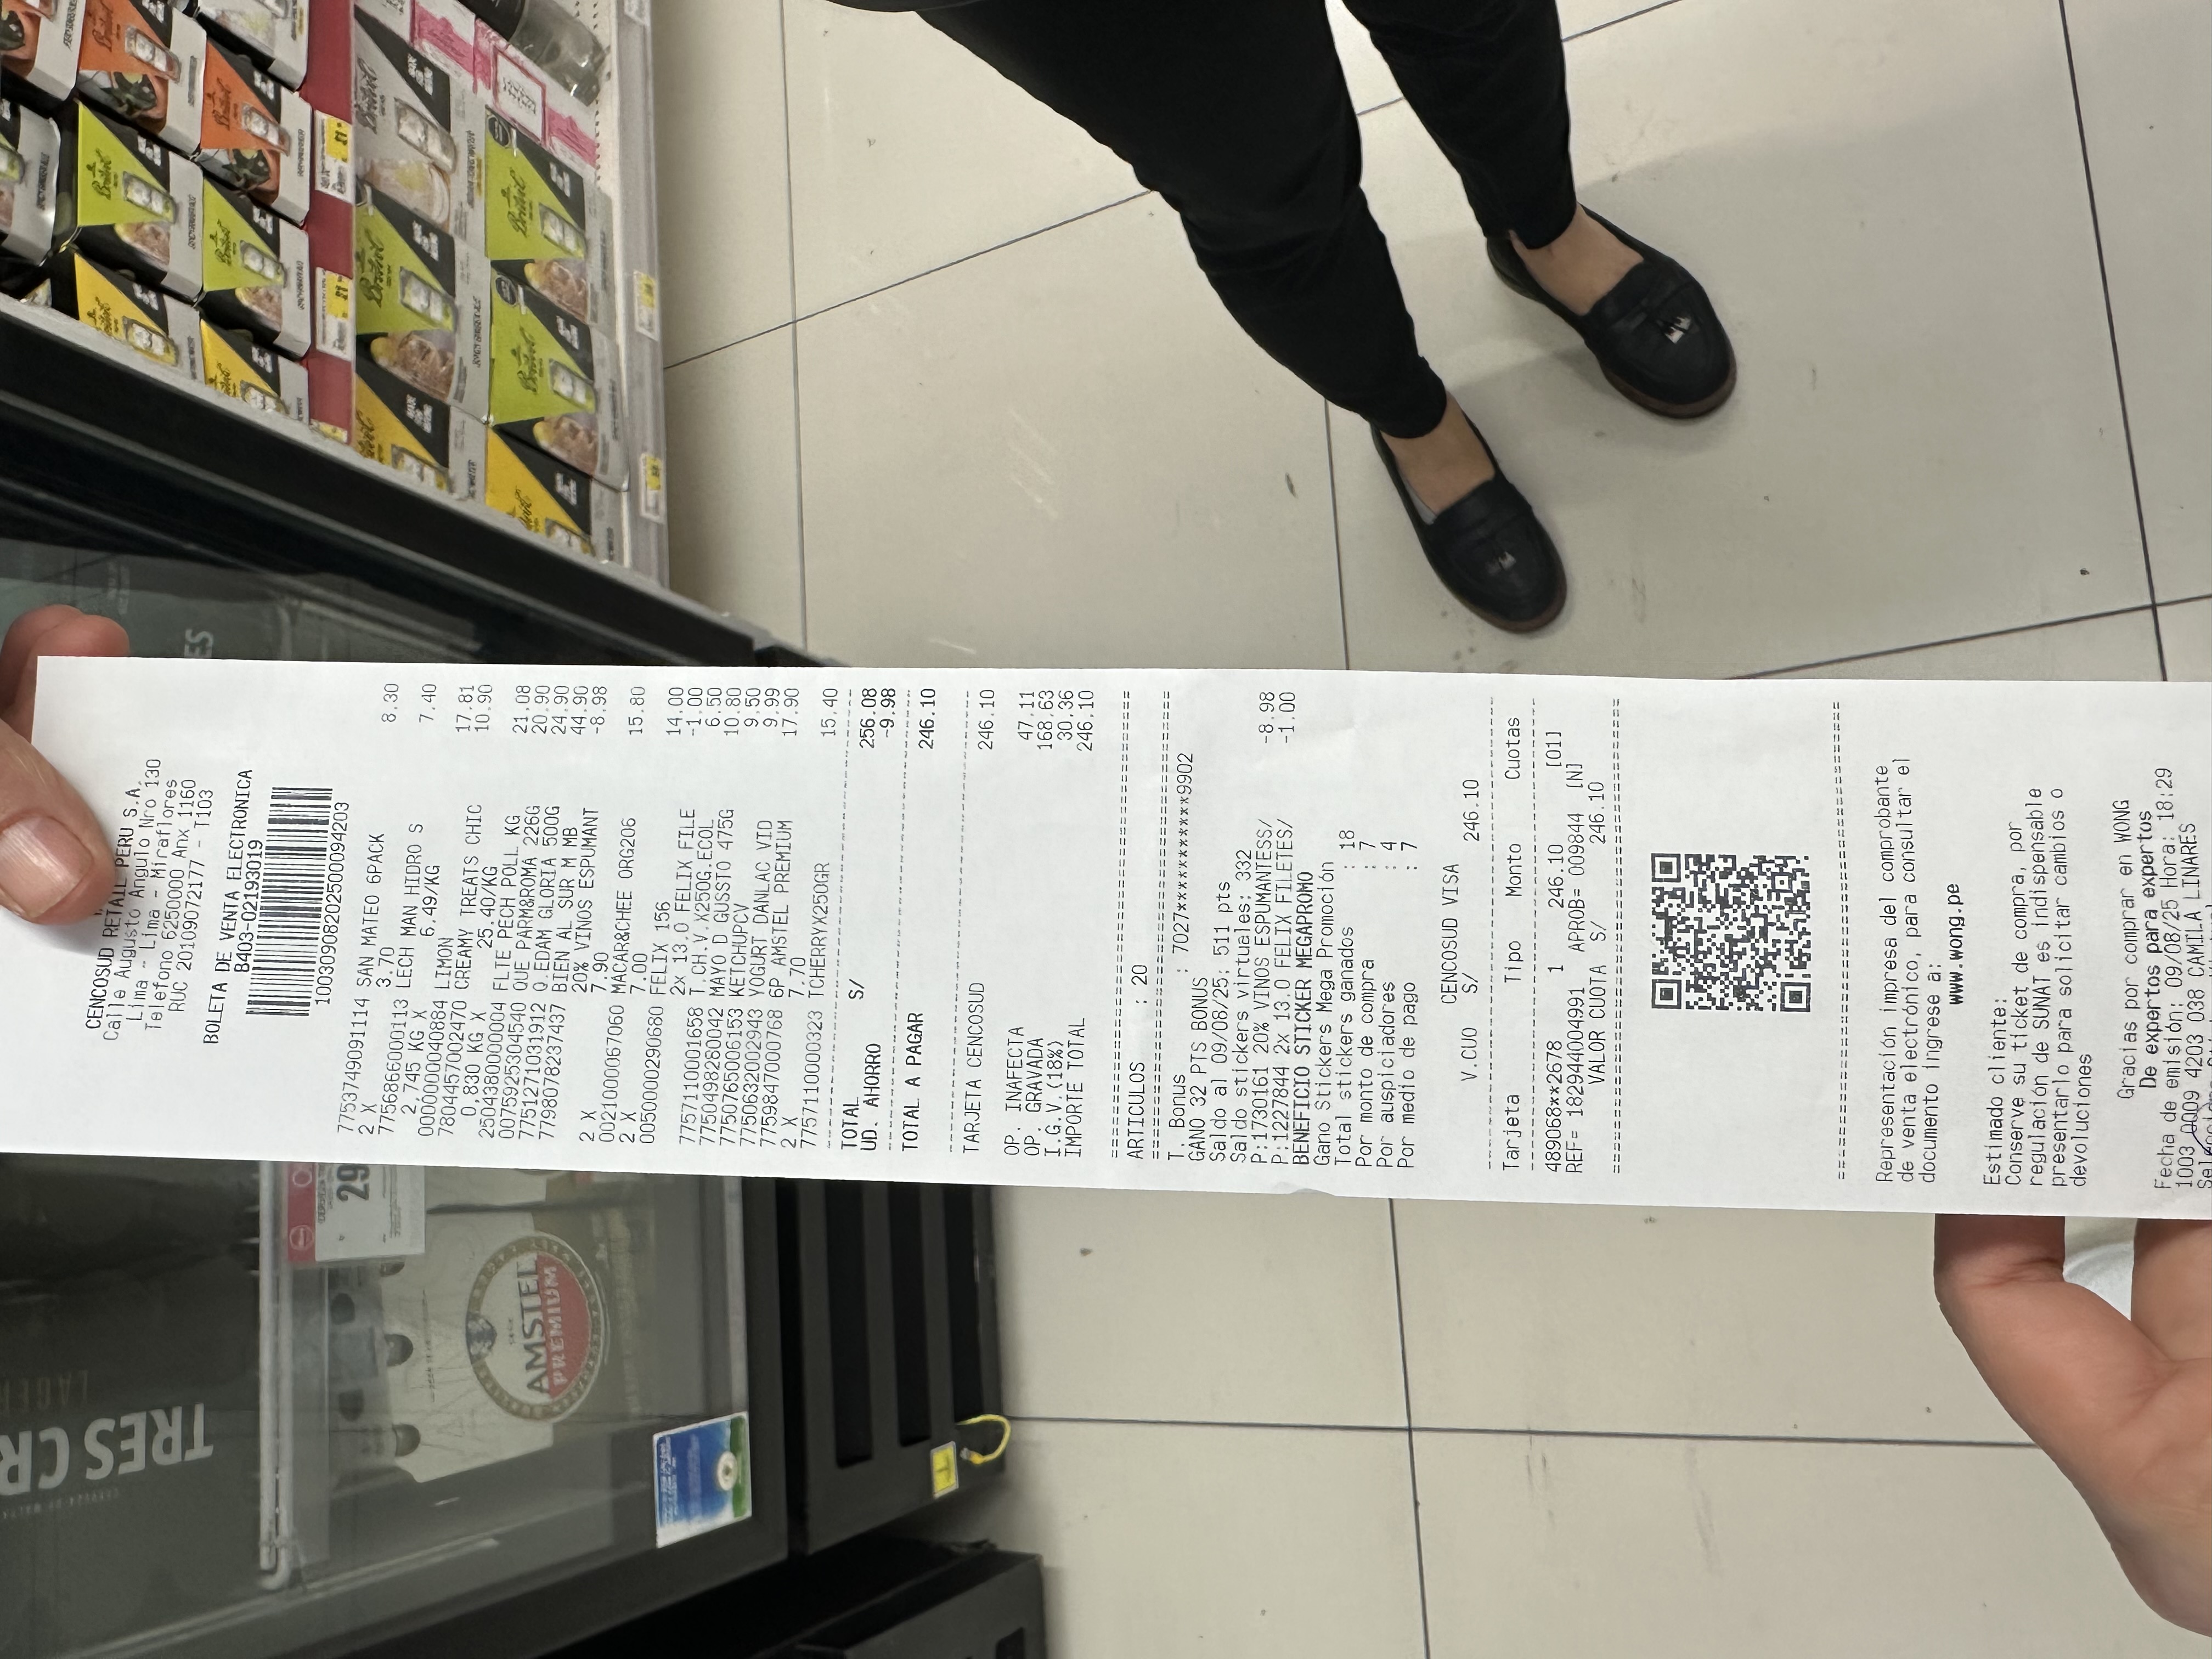 TRES CR
LAGE
ES
29
AMSTEL
PREMIUM
CENCOSUD RETAIL PERU S.A.
Calle Augusto Angulo Nro 130
Lima - Lima - Miraflores
Telefono 6250000 Anx 1160
RUC 20109072177 - T103
BOLETA DE VENTA ELECTRONICA
B403-02193019
10030908202500094203
7753749091114 SAN MATEO 6PACK 8.30
2 X 3.70
7756866000113 LECH MAN HIDRO S 7.40
2,745 KG X 6.49/KG
0000000040884 LIMON 17.81
7804457002470 CREAMY TREATS CHIC 10.90
0,830 KG X 25.40/KG
2504380000004 FLTE PECH POLL KG 21.08
0075925304540 QUE PARM&ROMA 226G 20.90
7751271031912 Q.EDAM GLORIA 500G 24.90
7798078237437 BIEN AL SUR M MB 44.90
20% VINOS ESPUMANT -8.98
2 X 7.90
0021000067060 MACAR&CHEE ORG206 15.80
2 X 7.00
0050000290680 FELIX 156 14.00
2x 13.0 FELIX FILE -1.00
7757110001658 T.CH.V.X250G.ECOL 6.50
7750498280042 MAYO D GUSSTO 475G 10.80
7750765006153 KETCHUPCV 9.50
7750632002943 YOGURT DANLAC VID 9.99
7759847000768 6P AMSTEL PREMIUM 17.90
2 X 7.70
7757110000323 TCHERRYX250GR 15.40
TOTAL S/ 256.08
UD. AHORRO -9.98
TOTAL A PAGAR 246.10
TARJETA CENCOSUD 246.10
OP. INAFECTA 47.11
OP. GRAVADA 168.63
I.G.V.(18%) 30.36
IMPORTE TOTAL 246.10
ARTICULOS : 20
T. Bonus : 7027***********9902
GANO 32 PTS BONUS
Saldo al 09/08/25: 511 pts
Saldo stickers virtuales: 332
P:1730161 20% VINOS ESPUMANTESS/ -8.98
P:1227844 2x 13.0 FELIX FILETES/ -1.00
BENEFICIO STICKER MEGAPROMO
Gano Stickers Mega Promoción
Total stickers ganados : 18
Por monto de compra : 7
Por auspiciadores : 4
Por medio de pago : 7
CENCOSUD VISA
V.CUO S/ 246.10
Tarjeta Tipo Monto Cuotas
489068**2678 1 246.10 [01]
REF= 182944004991 APROB= 009844 [N]
VALOR CUOTA S/ 246.10
Representación impresa del comprobante
de venta electrónico, para consultar el
documento ingrese a:
www.wong.pe
Estimado cliente:
Conserve su ticket de compra, por
regulación de SUNAT es indispensable
presentarlo para solicitar cambios o
devoluciones
Gracias por comprar en WONG
De expertos para expertos
Fecha de emisión: 09/08/25 Hora: 18:29
1003 0009 4203 038 CAMILA LINARES